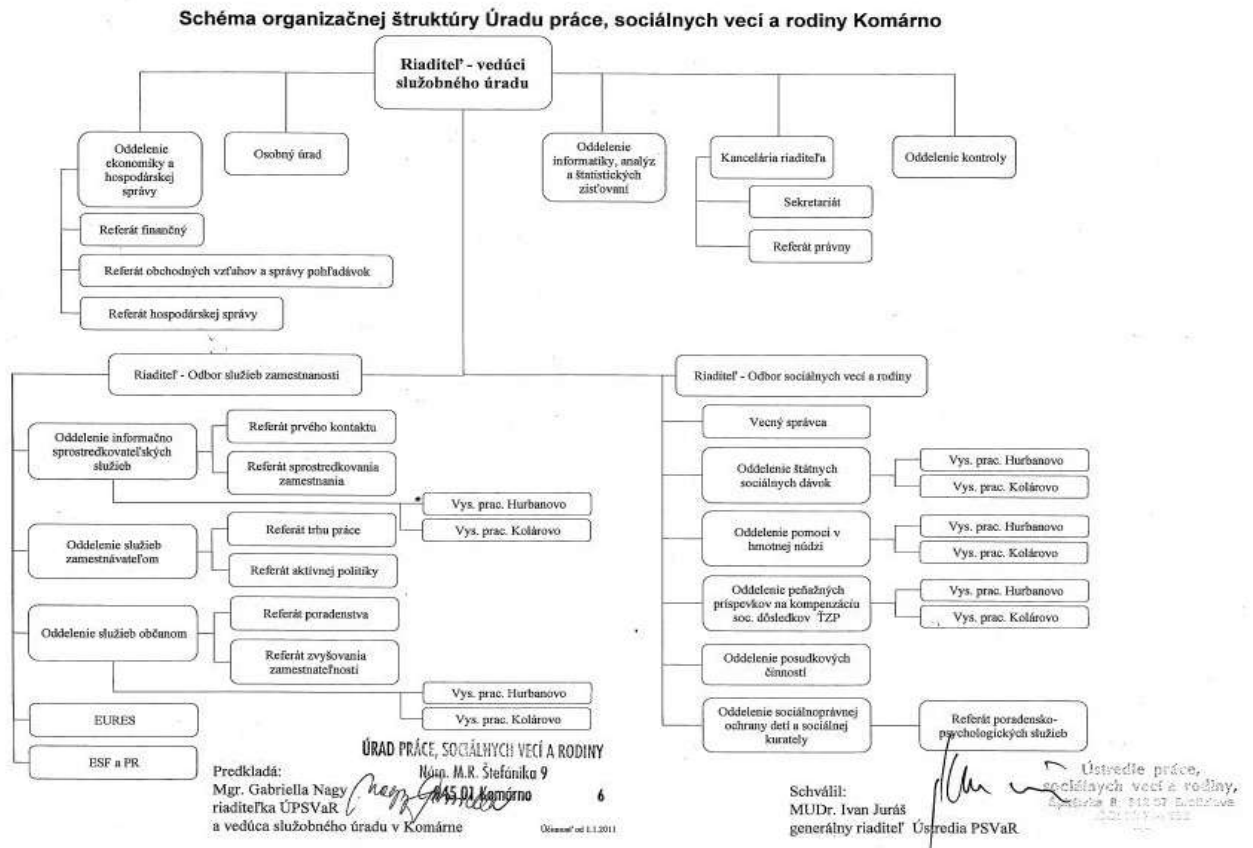 Schéma organizačnej štruktúry Úradu práce, sociálnych vecí a rodiny Komárno
Riaditeľ - vedúci
služobného úradu
Oddelenie
ekonomiky a
hospodárskej
správy
Osobný úrad
Oddelenie
informatiky, analýz
a štatistických
zisťovaní
Kancelária riaditeľa
Oddelenie kontroly
Sekretariát
Referát právny
Referát finančný
Referát obchodných vzťahov a správy pohľadávok
Referát hospodárskej správy
Riaditeľ - Odbor služieb zamestnanosti
Oddelenie informačno
sprostredkovateľských
služieb
Referát prvého kontaktu
Referát sprostredkovania
zamestnania
Vys. prac. Hurbanovo
Vys. prac. Kolárovo
Oddelenie služieb
zamestnávateľom
Referát trhu práce
Referát aktívnej politiky
Oddelenie služieb občanom
Referát poradenstva
Referát zvyšovania
zamestnateľnosti
Vys. prac. Hurbanovo
Vys. prac. Kolárovo
EURES
ESF a PR
Riaditeľ - Odbor sociálnych vecí a rodiny
Vecný správca
Oddelenie štátnych
sociálnych dávok
Vys. prac. Hurbanovo
Vys. prac. Kolárovo
Oddelenie pomoci v
hmotnej núdzi
Vys. prac. Hurbanovo
Vys. prac. Kolárovo
Oddelenie peňažných
príspevkov na kompenzáciu
soc. dôsledkov ŤZP
Vys. prac. Hurbanovo
Vys. prac. Kolárovo
Oddelenie posudkových
činností
Oddelenie sociálnoprávnej
ochrany detí a sociálnej
kurately
Referát poradensko-
psychologických služieb
ÚRAD PRÁCE, SOCIÁLNYCH VECÍ A RODINY
Nám. M.R. Štefánika 9
945 01 Komárno
6
Predkladá:
Mgr. Gabriella Nagy
riaditeľka ÚPSVaR
a vedúca služobného úradu v Komárne
Účinnosť od 1.1.2011
Schválil:
MUDr. Ivan Juráš
generálny riaditeľ Ústredia PSVaR
Ústredie práce,
sociálnych vecí a rodiny,